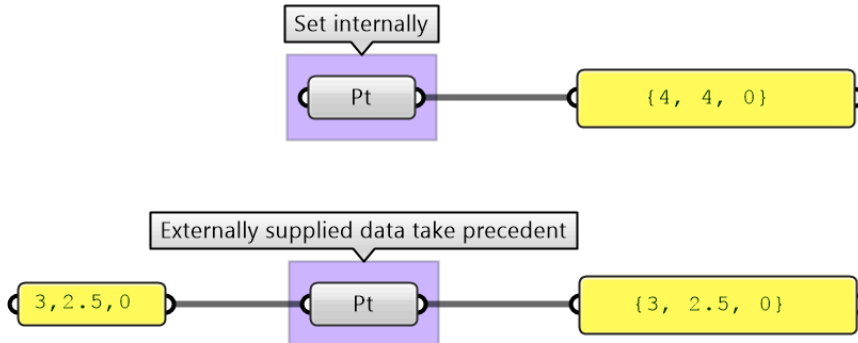 Set internally
Pt
{4, 4, 0}
Externally supplied data take precedent
3,2.5,0
Pt
{3, 2.5, 0}